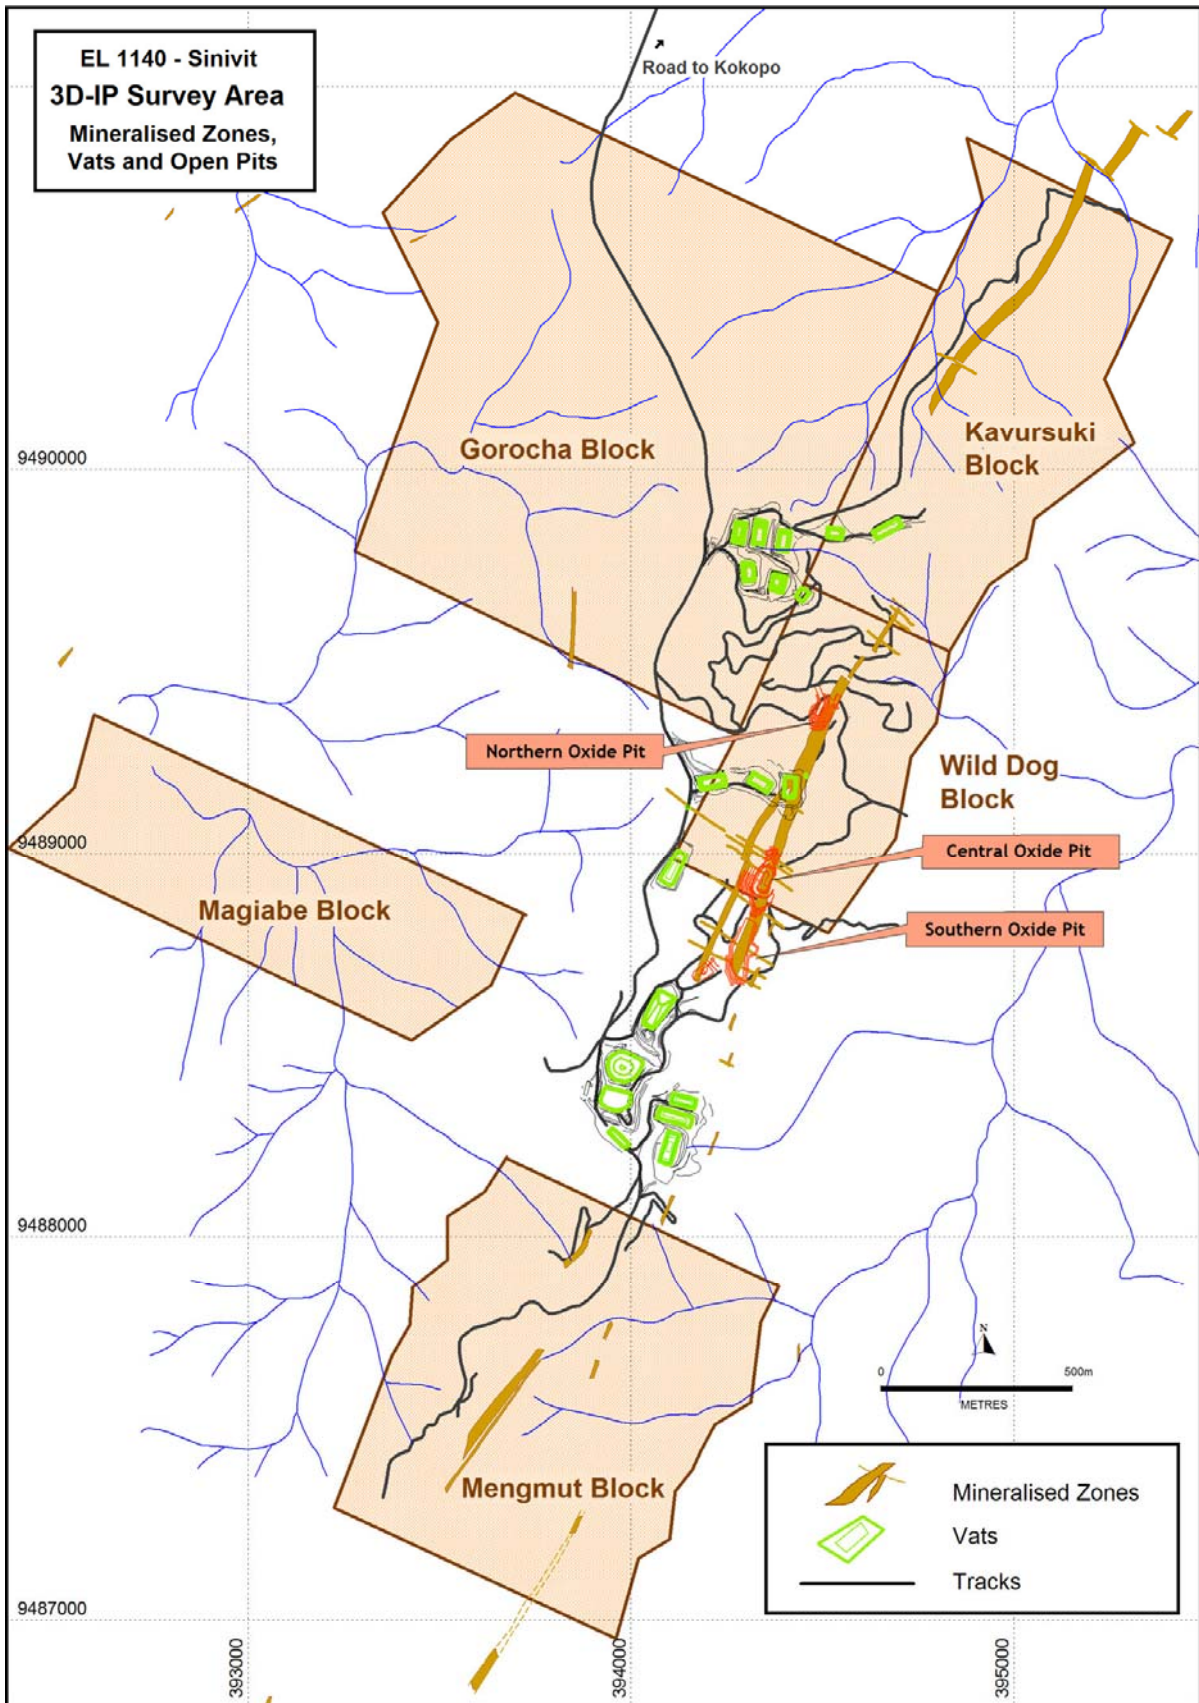 EL 1140 - Sinivit
3D-IP Survey Area
Mineralised Zones,
Vats and Open Pits
Road to Kokopo
Gorocha Block
Kavursuki
Block
9490000
Northern Oxide Pit
Wild Dog
Block
9489000
Central Oxide Pit
Magiabe Block
Southern Oxide Pit
9488000
N
0
500m
METRES
Mengmut Block
Mineralised Zones
Vats
Tracks
9487000
393000
394000
395000